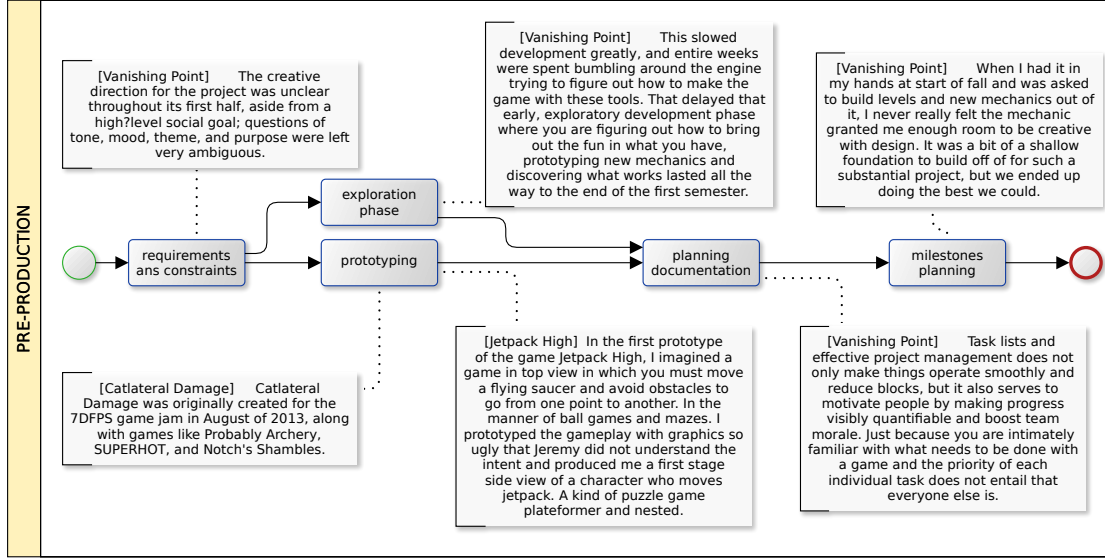 PRE-PRODUCTION
[Vanishing Point] The creative
direction for the project was unclear
throughout its first half, aside from a
high?level social goal; questions of
tone, mood, theme, and purpose were left
very ambiguous.
[Vanishing Point] This slowed
development greatly, and entire weeks
were spent bumbling around the engine
trying to figure out how to make the
game with these tools. That delayed that
early, exploratory development phase
where you are figuring out how to bring
out the fun in what you have,
prototyping new mechanics and
discovering what works lasted all the
way to the end of the first semester.
[Vanishing Point] When I had it in
my hands at start of fall and was asked
to build levels and new mechanics out of
it, I never really felt the mechanic
granted me enough room to be creative
with design. It was a bit of a shallow
foundation to build off of for such a
substantial project, but we ended up
doing the best we could.
exploration
phase
requirements
ans constraints
prototyping
planning
documentation
milestones
planning
[Catlateral Damage] Catlateral
Damage was originally created for the
7DFPS game jam in August of 2013, along
with games like Probably Archery,
SUPERHOT, and Notch's Shambles.
[Jetpack High] In the first prototype
of the game Jetpack High, I imagined a
game in top view in which you must move
a flying saucer and avoid obstacles to
go from one point to another. In the
manner of ball games and mazes. I
prototyped the gameplay with graphics so
ugly that Jeremy did not understand the
intent and produced me a first stage
side view of a character who moves
jetpack. A kind of puzzle game
plateformer and nested.
[Vanishing Point] Task lists and
effective project management does not
only make things operate smoothly and
reduce blocks, but it also serves to
motivate people by making progress
visibly quantifiable and boost team
morale. Just because you are intimately
familiar with what needs to be done with
a game and the priority of each
individual task does not entail that
everyone else is.